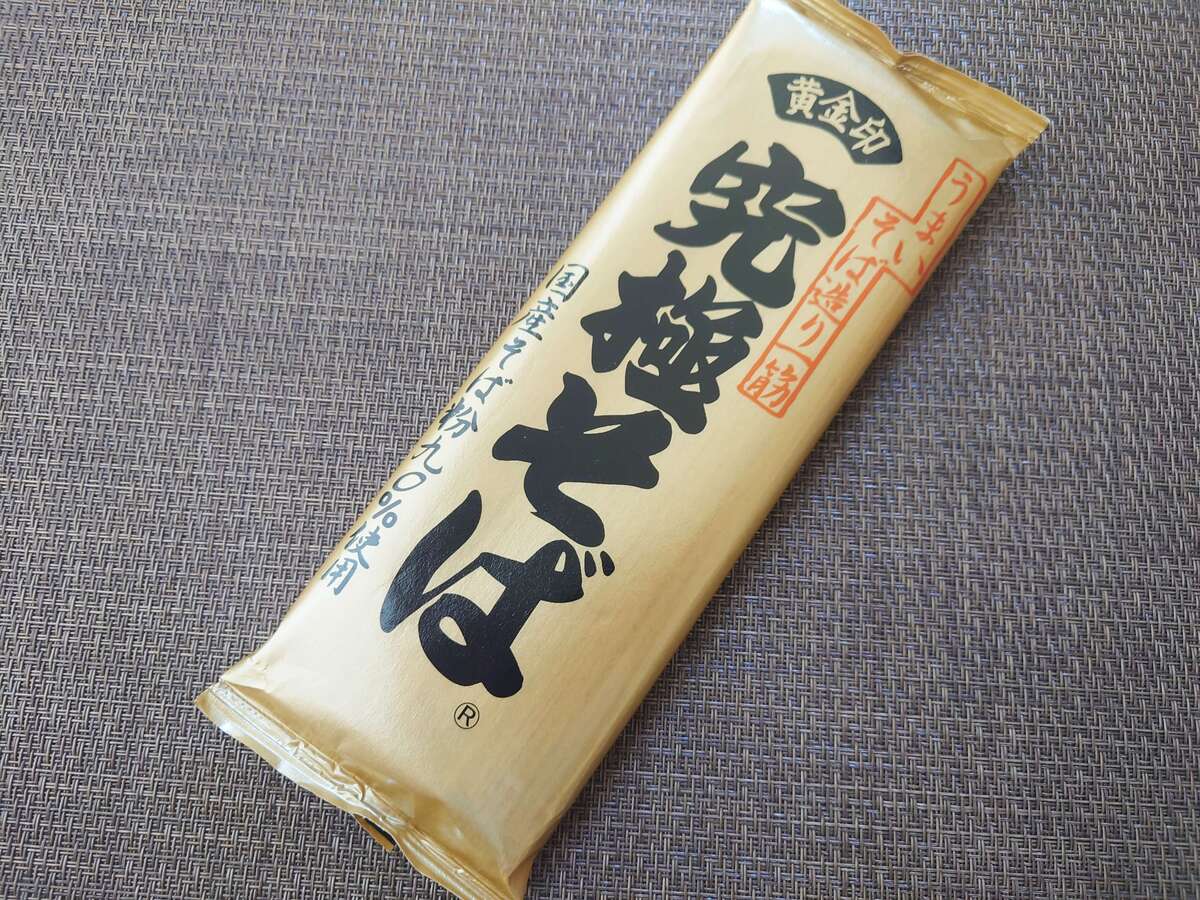 黄金印
うまい
そば造り一筋
究極そば
®
国産そば粉九〇%使用